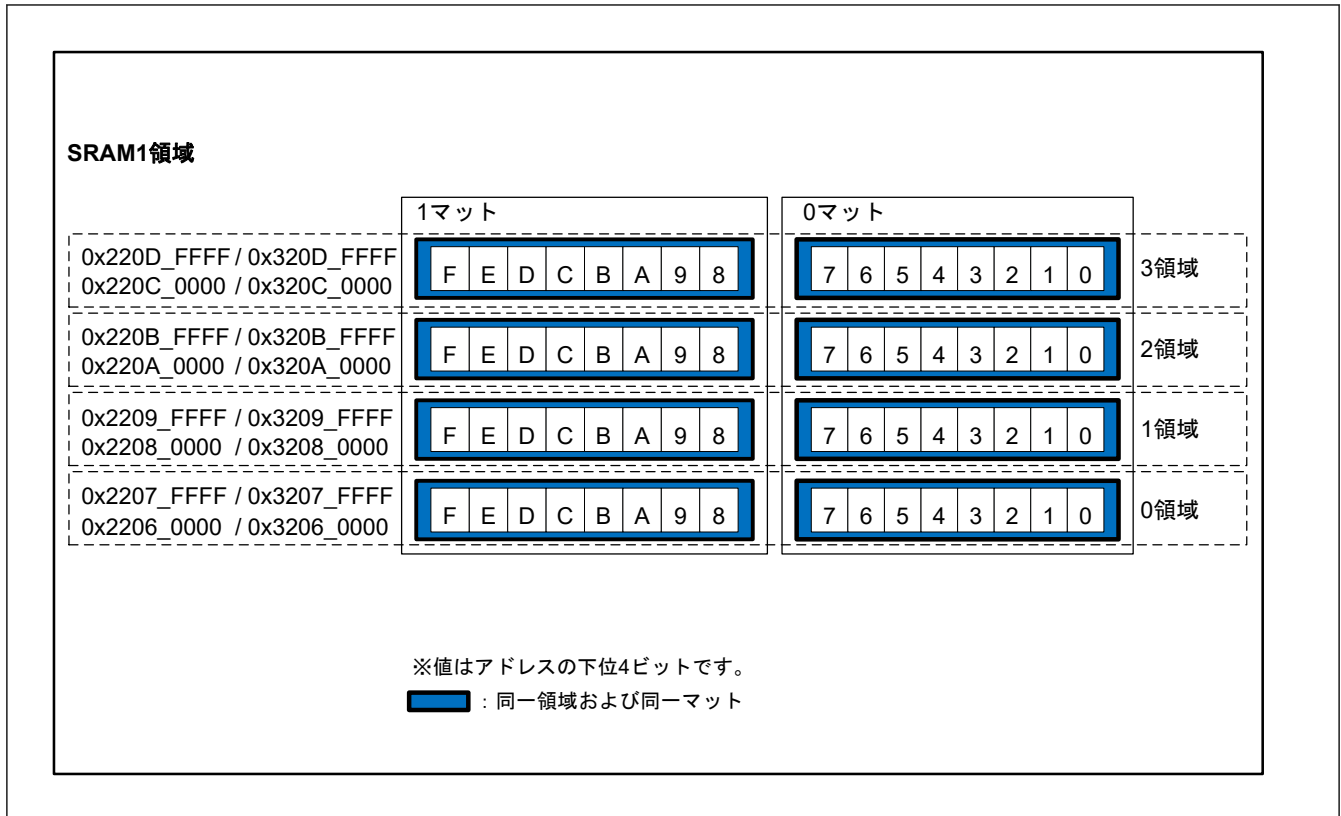 SRAM1領域
1マット 0マット
0x220D_FFFF / 0x320D_FFFF
0x220C_0000 / 0x320C_0000
F E D C B A 9 8 7 6 5 4 3 2 1 0 3領域
0x220B_FFFF / 0x320B_FFFF
0x220A_0000 / 0x320A_0000
F E D C B A 9 8 7 6 5 4 3 2 1 0 2領域
0x2209_FFFF / 0x3209_FFFF
0x2208_0000 / 0x3208_0000
F E D C B A 9 8 7 6 5 4 3 2 1 0 1領域
0x2207_FFFF / 0x3207_FFFF
0x2206_0000 / 0x3206_0000
F E D C B A 9 8 7 6 5 4 3 2 1 0 0領域
※値はアドレスの下位4ビットです。
：同一領域および同一マット